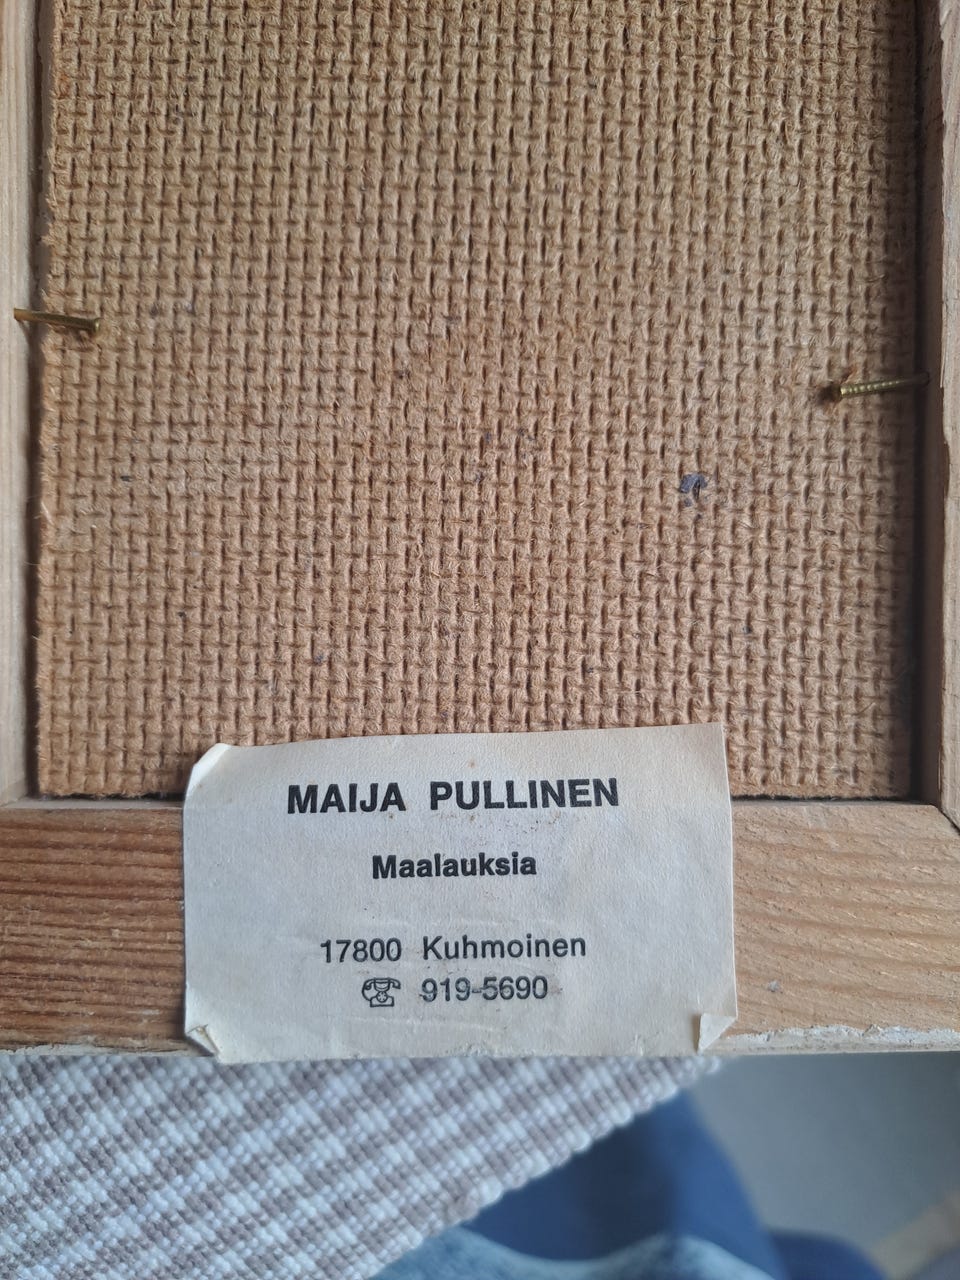 MAIJA PULLINEN
Maalauksia
17800 Kuhmoinen
☏ 919-5690